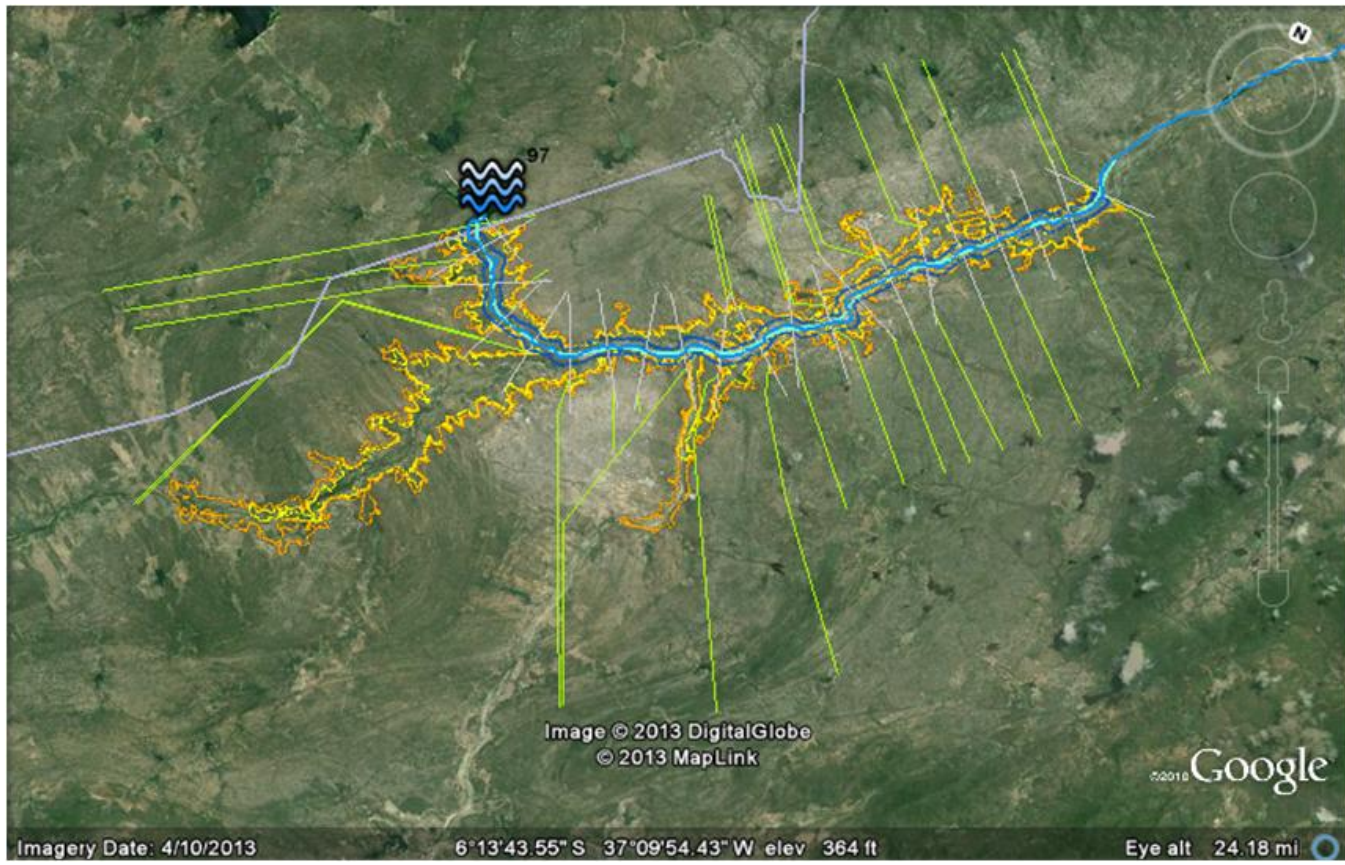 N
97
Image © 2013 DigitalGlobe
© 2013 MapLink
©2010 Google
Imagery Date: 4/10/2013 6°13'43.55" S 37°09'54.43" W elev 364 ft Eye alt 24.18 mi